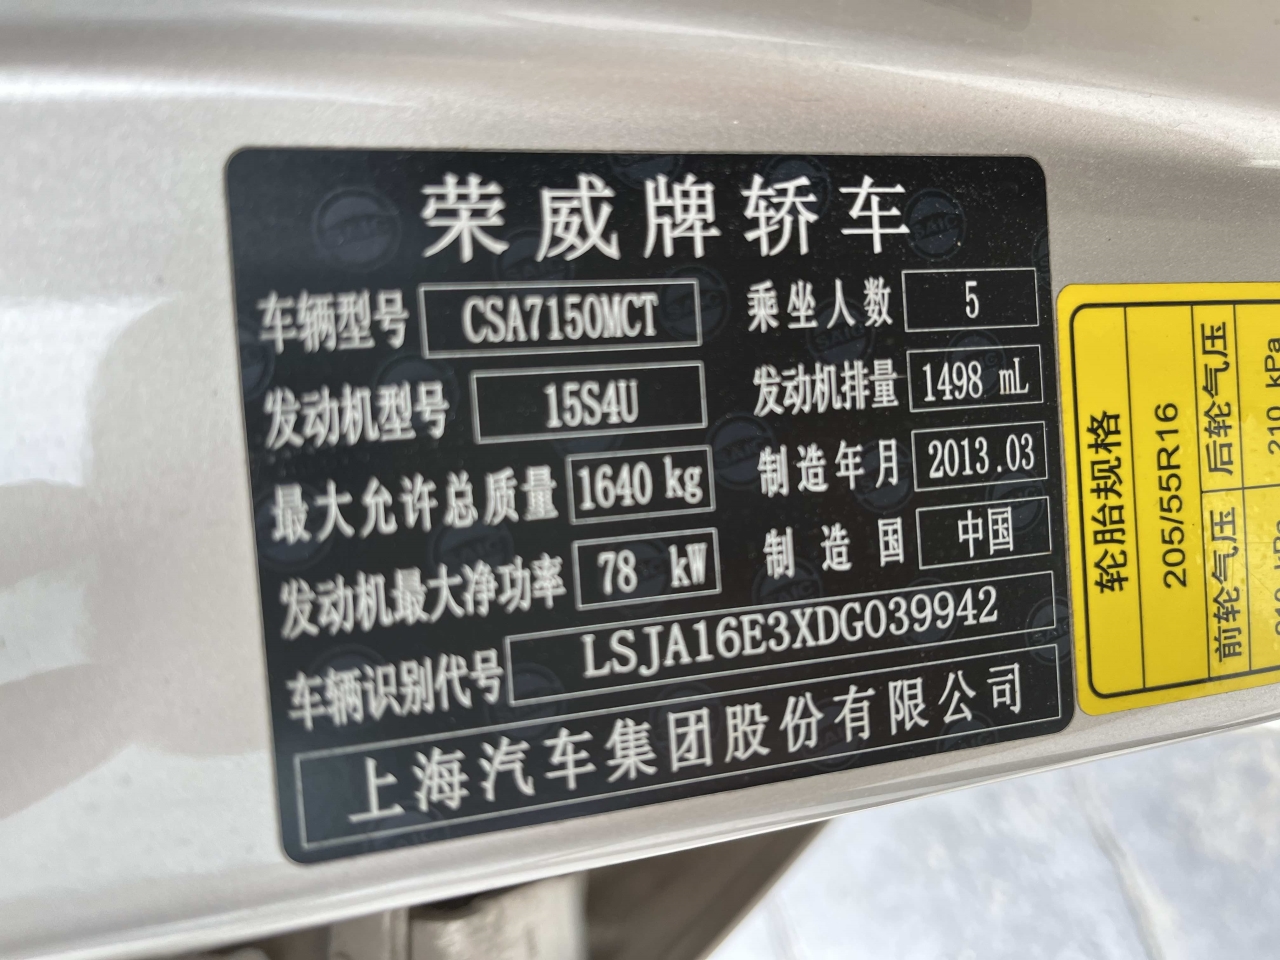 荣威牌轿车
车辆型号 CSA7150MCT 乘坐人数 5
发动机型号 15S4U 发动机排量 1498 mL
最大允许总质量 1640 kg 制造年月 2013.03
发动机最大净功率 78 kW 制造国 中国
车辆识别代号 LSJA16E3XDG039942
上海汽车集团股份有限公司
轮胎规格
205/55R16
前轮气压 后轮气压
210 kPa